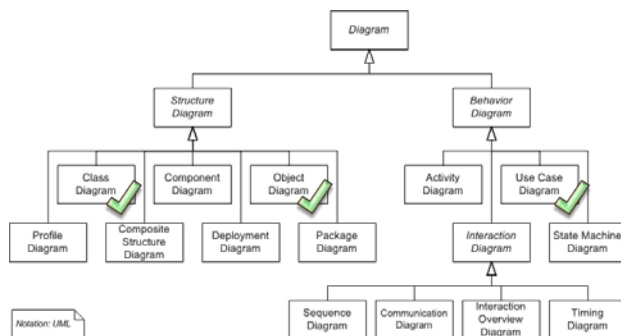 Diagram
Structure
Diagram
Behavior
Diagram
Class
Diagram
Component
Diagram
Object
Diagram
Activity
Diagram
Use Case
Diagram
Profile
Diagram
Composite
Structure
Diagram
Deployment
Diagram
Package
Diagram
Interaction
Diagram
State Machine
Diagram
Notation: UML
Sequence
Diagram
Communication
Diagram
Interaction
Overview
Diagram
Timing
Diagram